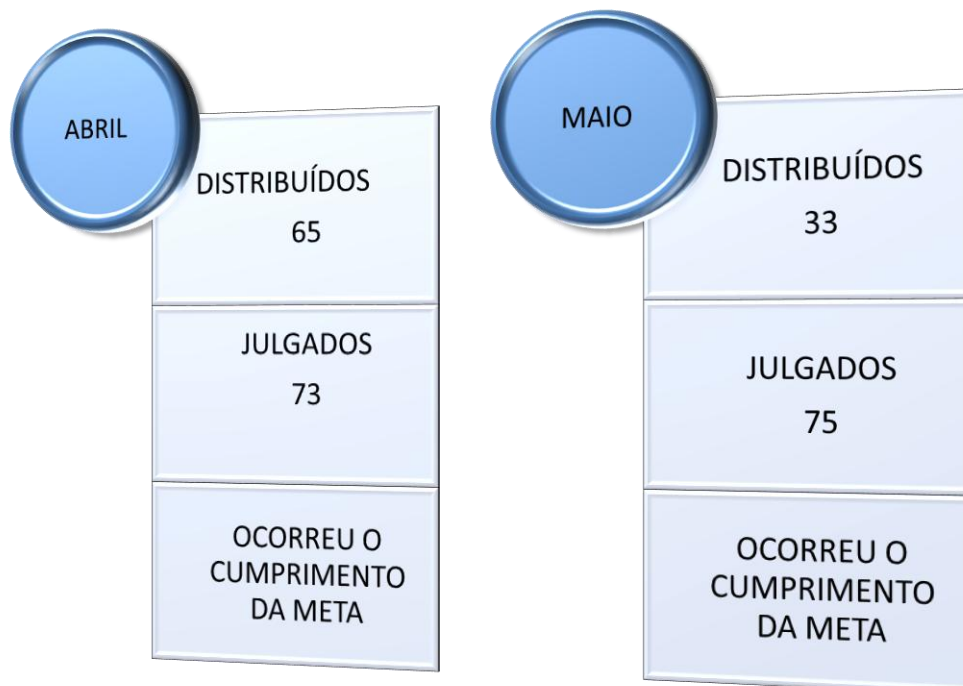 ABRIL
DISTRIBUÍDOS
65
JULGADOS
73
OCORREU O
CUMPRIMENTO
DA META
MAIO
DISTRIBUÍDOS
33
JULGADOS
75
OCORREU O
CUMPRIMENTO
DA META